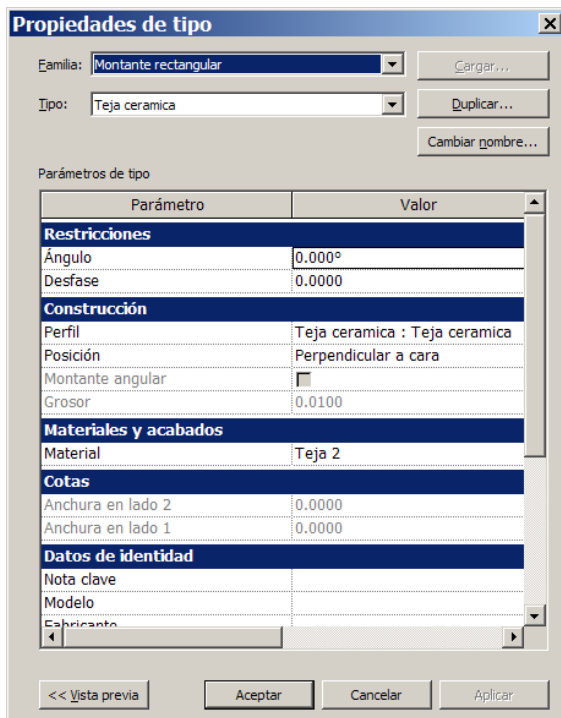 Propiedades de tipo
Familia: Montante rectangular Cargar...
Tipo: Teja ceramica Duplicar...
Cambiar nombre...
Parámetros de tipo
Parámetro Valor
Restricciones
Ángulo 0.000°
Desfase 0.0000
Construcción
Perfil Teja ceramica : Teja ceramica
Posición Perpendicular a cara
Montante angular
Grosor 0.0100
Materiales y acabados
Material Teja 2
Cotas
Anchura en lado 2 0.0000
Anchura en lado 1 0.0000
Datos de identidad
Nota clave
Modelo
Fabricante
<< Vista previa Aceptar Cancelar Aplicar